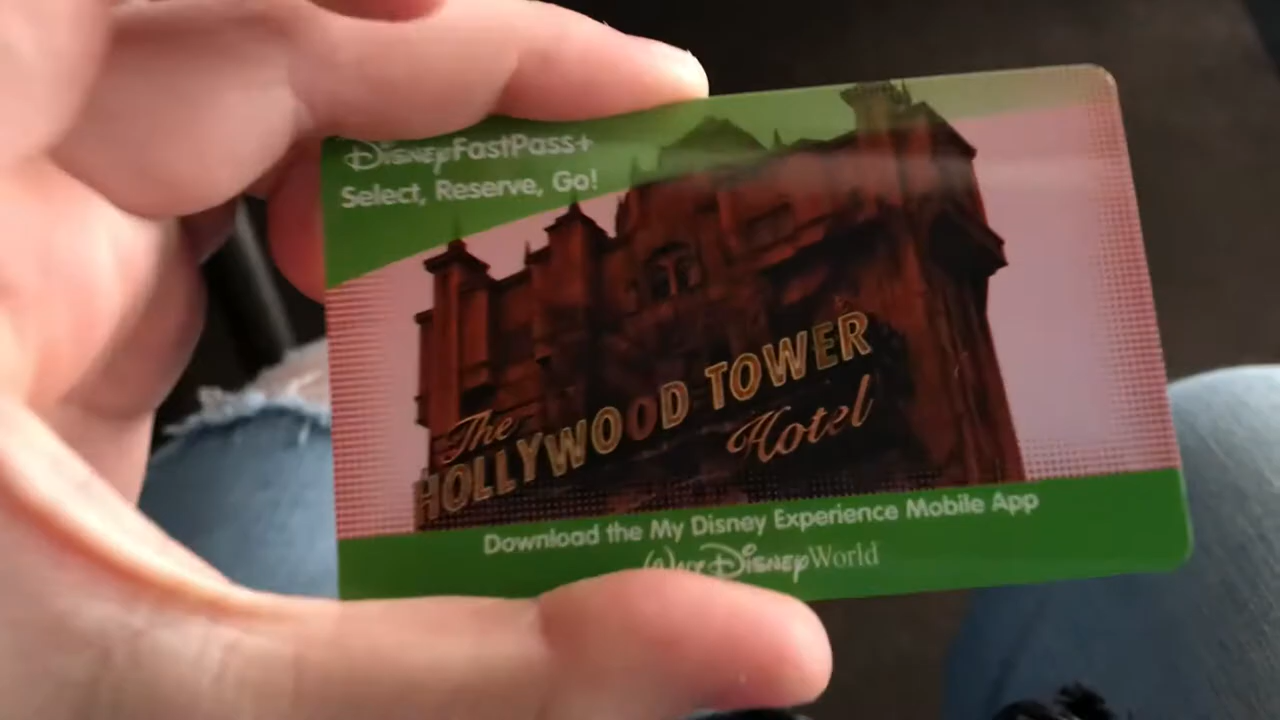 Disney FastPass+
Select, Reserve, Go!
The
HOLLYWOOD TOWER
Hotel
Download the My Disney Experience Mobile App
Walt Disney World